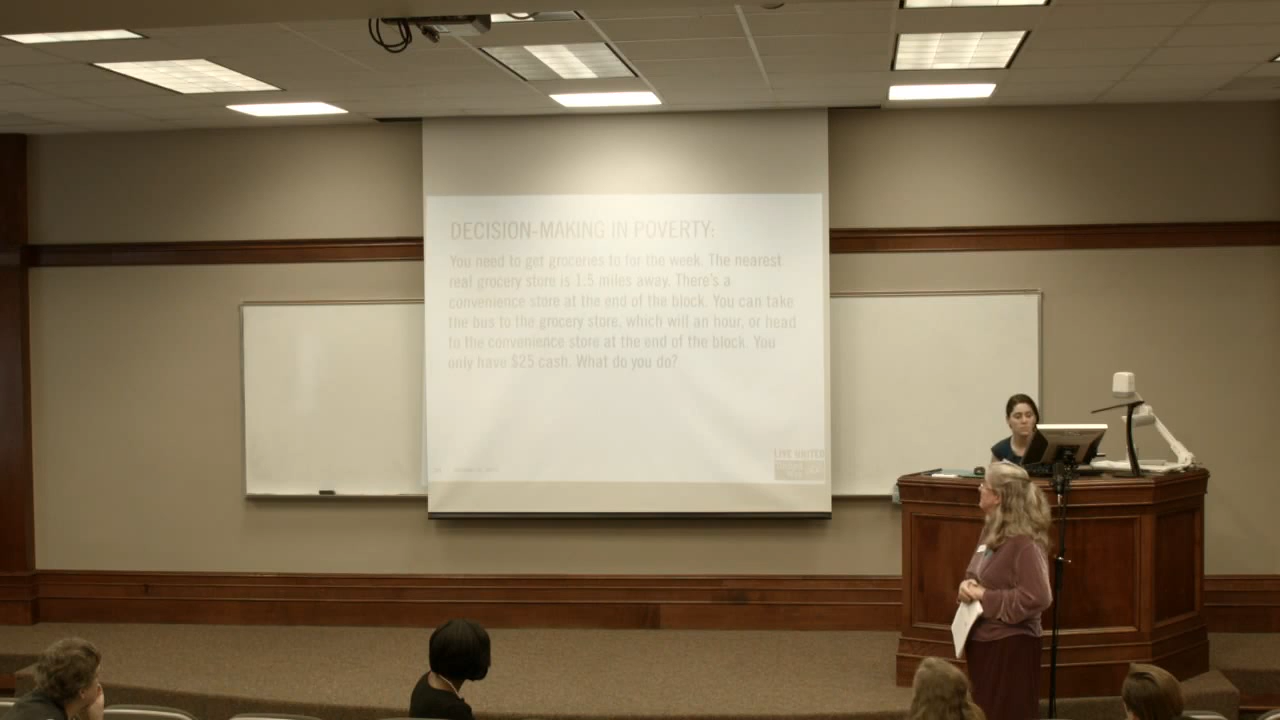 DECISION-MAKING IN POVERTY:
You need to get groceries to for the week. The nearest
real grocery store is 1.5 miles away. There's a
convenience store at the end of the block. You can take
the bus to the grocery store, which will an hour, or head
to the convenience store at the end of the block. You
only have $25 cash. What do you do?
LIVE UNITED